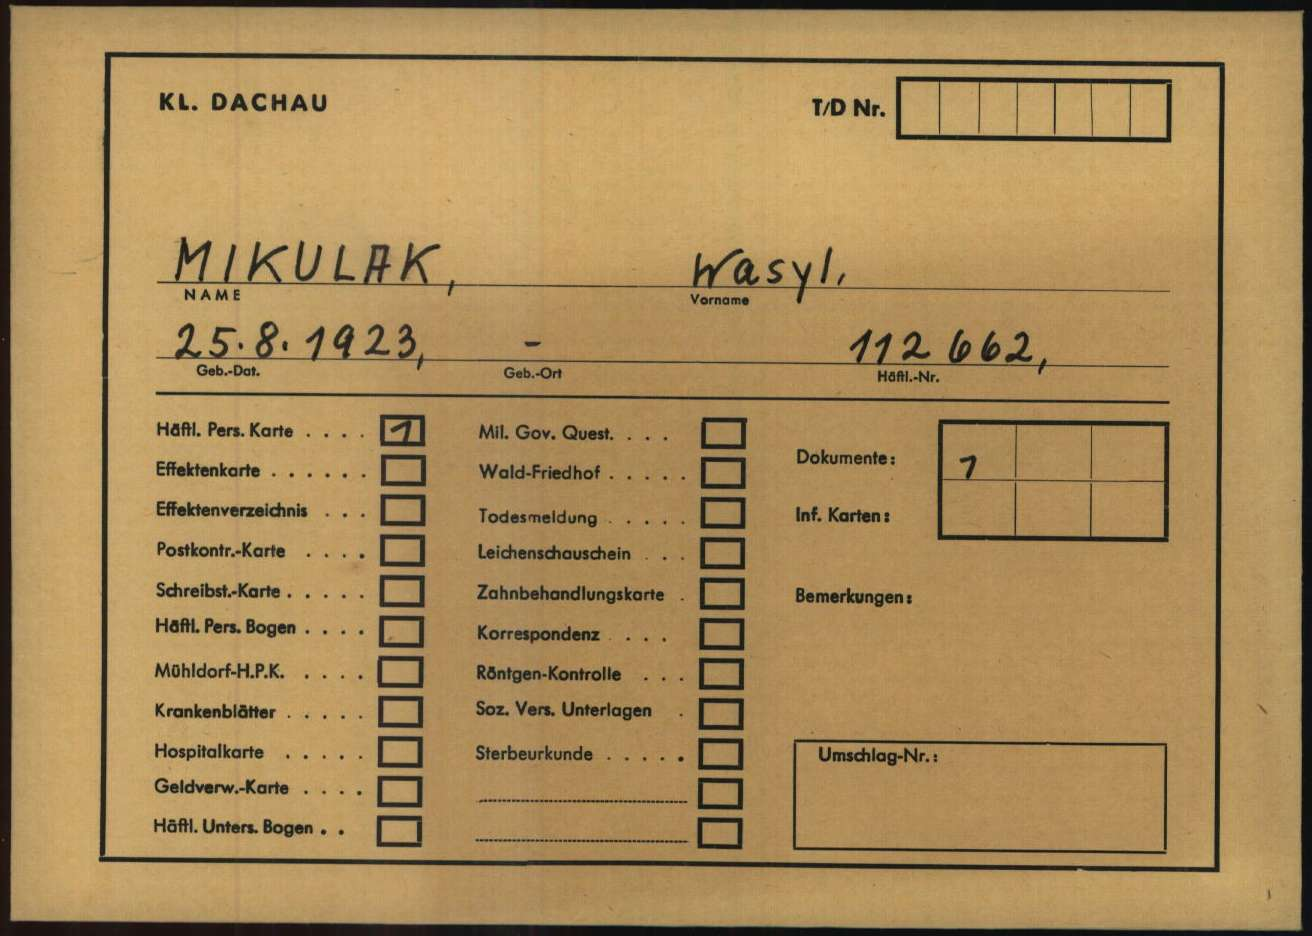 KL. DACHAU T/D Nr.
MIKULAK, Wasyl,
NAME Vorname
25.8.1923, - 112 662,
Geb.-Dat. Geb.-Ort Häftl.-Nr.
Häftl. Pers. Karte . . . . 1 Mil. Gov. Quest. . . . Dokumente: 1
Effektenkarte . . . . . . Wald-Friedhof . . . . .
Effektenverzeichnis . . . Todesmeldung . . . . . Inf. Karten:
Postkontr.-Karte . . . . Leichenschauschein . . .
Schreibst.-Karte . . . . . Zahnbehandlungskarte . Bemerkungen:
Häftl. Pers. Bogen . . . . Korrespondenz . . . .
Mühldorf-H.P.K. . . . . Röntgen-Kontrolle . . .
Krankenblätter . . . . . Soz. Vers. Unterlagen .
Hospitalkarte . . . . . Sterbeurkunde . . . . . Umschlag-Nr.:
Geldverw.-Karte . . . .
Häftl. Unters. Bogen . .